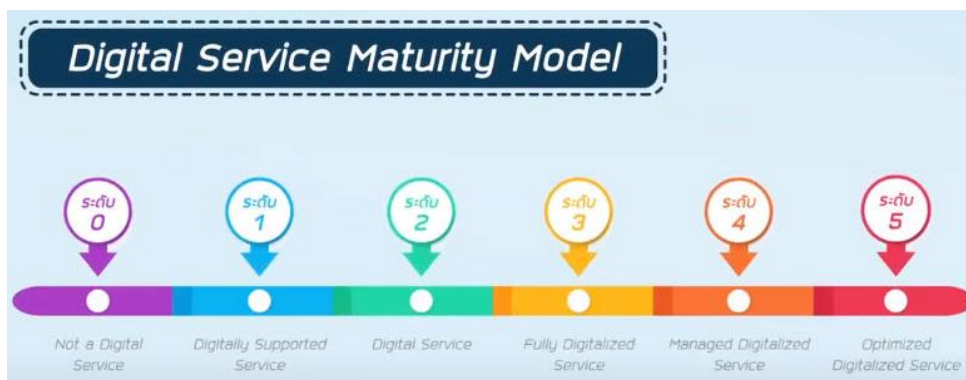 Digital Service Maturity Model
ระดับ
0
ระดับ
1
ระดับ
2
ระดับ
3
ระดับ
4
ระดับ
5
Not a Digital
Service
Digitally Supported
Service
Digital Service
Fully Digitalized
Service
Managed Digitalized
Service
Optimized
Digitalized Service